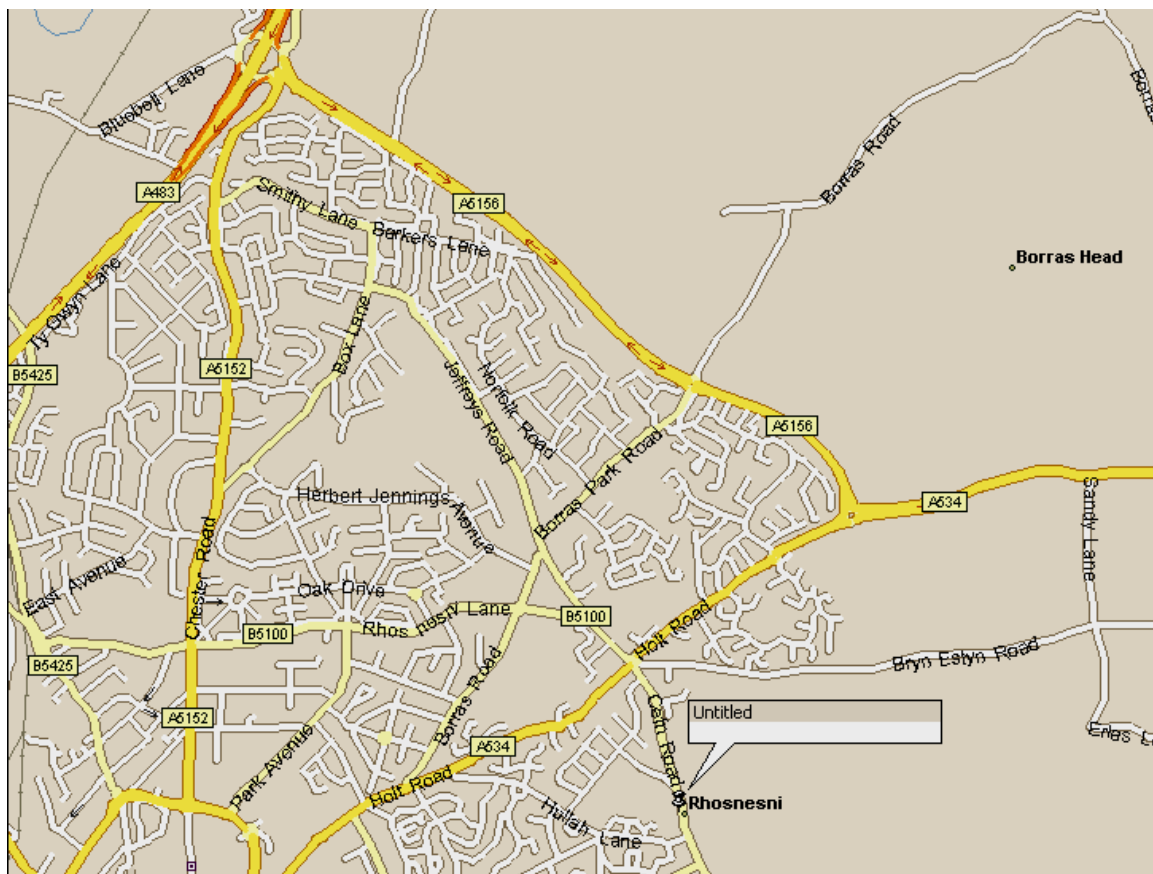 Bluebell Lane
Borras
Borras Road
A483
Smithy Lane
A5156
Barkers Lane
Borras Head
Ty Gwyn Lane
B5425
A5152
Box Lane
Jeffreys Road
Norfolk Road
A5156
Borras Park Road
Herbert Jennings Avenue
A534
Sandy Lane
Chester Road
East Avenue
Oak Drive
Rhosnesni Lane
B5100
B5100
Holt Road
B5425
Bryn Estyn Road
Borras Road
Cefn Road
Untitled
A5152
Park Avenue
A534
Holt Road
Rhosnesni
Hullah Lane